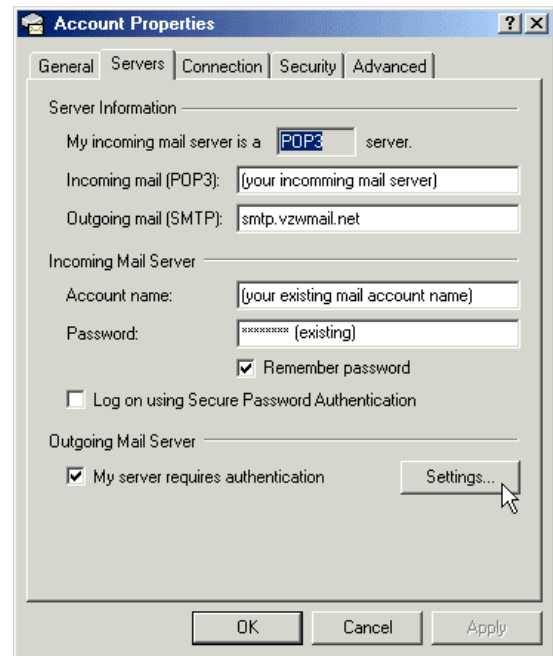 Account Properties
General Servers Connection Security Advanced
Server Information
My incoming mail server is a POP3 server.
Incoming mail (POP3): (your incomming mail server)
Outgoing mail (SMTP): smtp.vzwmail.net
Incoming Mail Server
Account name: (your existing mail account name)
Password: ******** (existing)
Remember password
Log on using Secure Password Authentication
Outgoing Mail Server
My server requires authentication Settings...
OK Cancel Apply